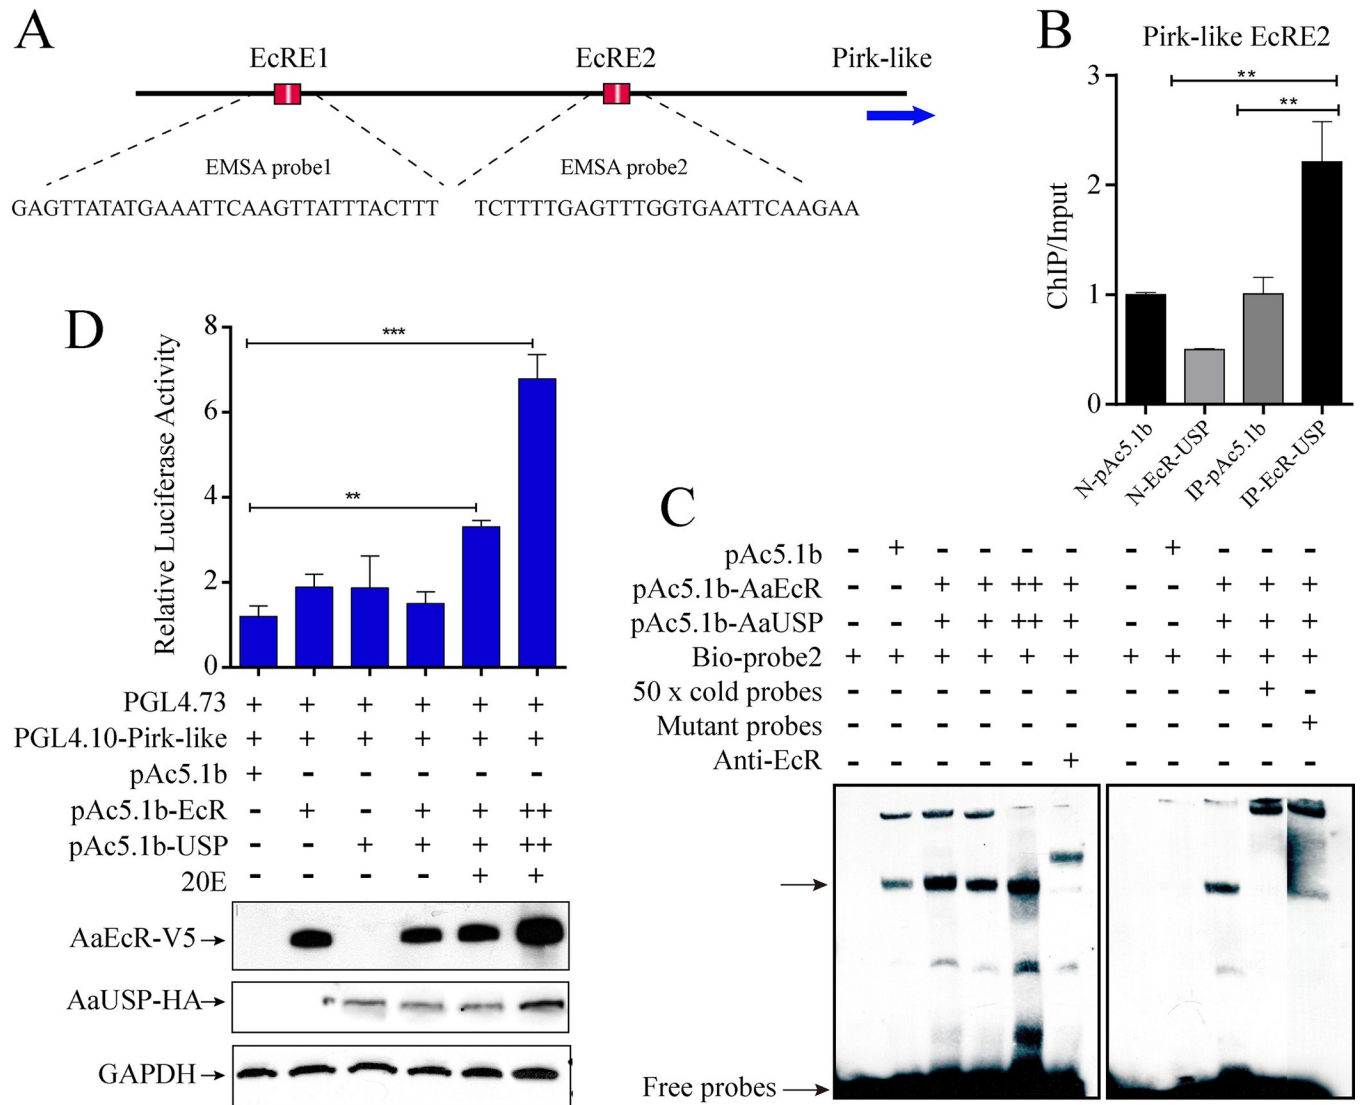 A
EcRE1 EcRE2 Pirk-like
EMSA probe1 EMSA probe2
GAGTTATATGAAATTCAAGTTATTTACTTT TCTTTTGAGTTTGGTGAATTCAAGAA
B
Pirk-like EcRE2
**
**
ChIP/Input
3
2
1
0
N-pAc5.1b
N-EcR-USP
IP-pAc5.1b
IP-EcR-USP
C
pAc5.1b - + - - - - - - + - - -
pAc5.1b-AaEcR - - + + ++ + - - + + +
pAc5.1b-AaUSP - - + + ++ + - - + + +
Bio-probe2 + + + + + + + + + + +
50 x cold probes - - - - - - - - - + -
Mutant probes - - - - - - - - - - +
Anti-EcR - - - - - + - - - - -
Free probes
D
***
**
Relative Luciferase Activity
8
6
4
2
0
PGL4.73 + + + + + +
PGL4.10-Pirk-like + + + + + +
pAc5.1b + - - - - -
pAc5.1b-EcR - + - + + ++
pAc5.1b-USP - - + + + ++
20E - - - - + +
AaEcR-V5
AaUSP-HA
GAPDH